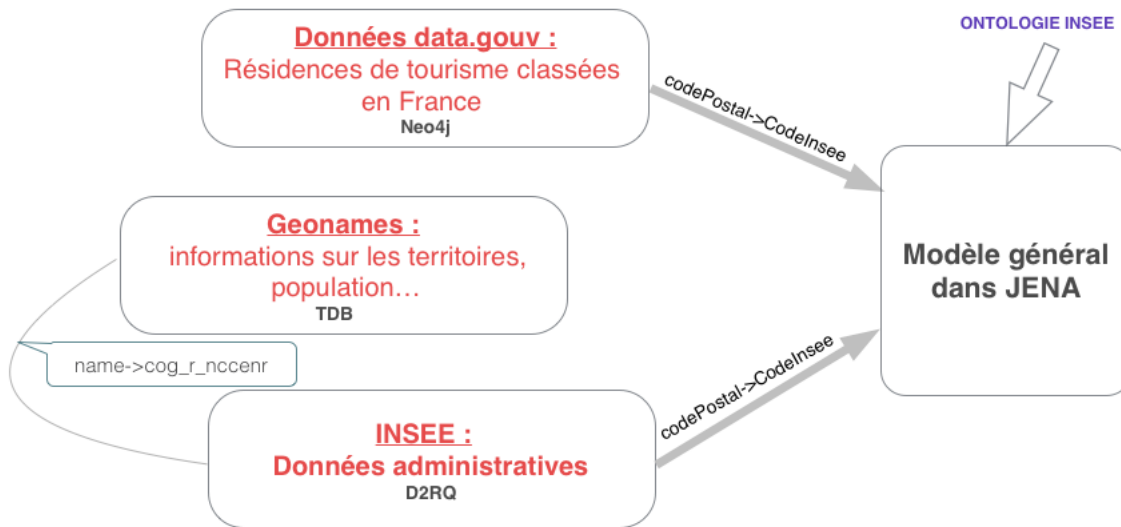 ONTOLOGIE INSEE
Données data.gouv :
Résidences de tourisme classées
en France
Neo4j
codePostal->CodeInsee
Geonames :
informations sur les territoires,
population…
TDB
Modèle général
dans JENA
name->cog_r_nccenr
codePostal->CodeInsee
INSEE :
Données administratives
D2RQ